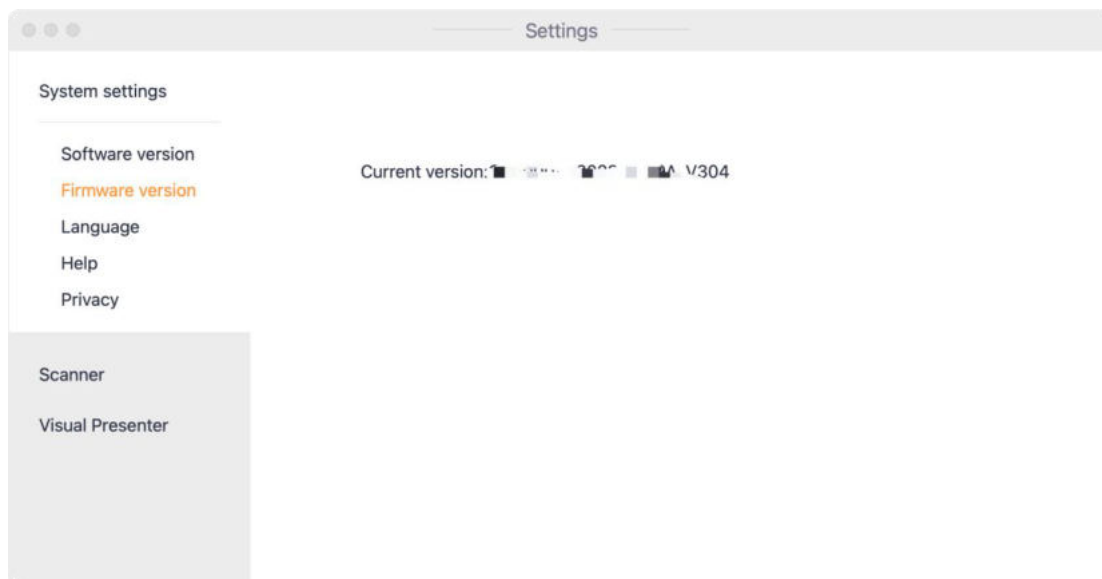 Settings
System settings
Software version
Firmware version
Language
Help
Privacy
Scanner
Visual Presenter
Current version: V304